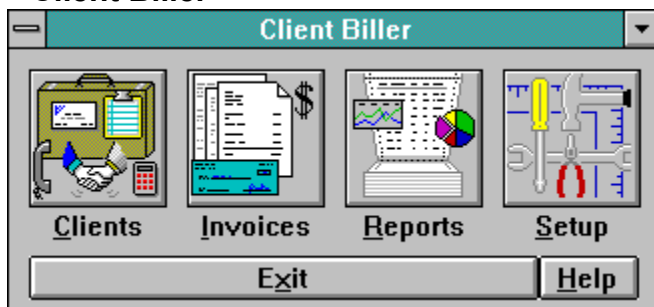 Client Biller
Client Biller
$
Clients Invoices Reports Setup
Exit Help